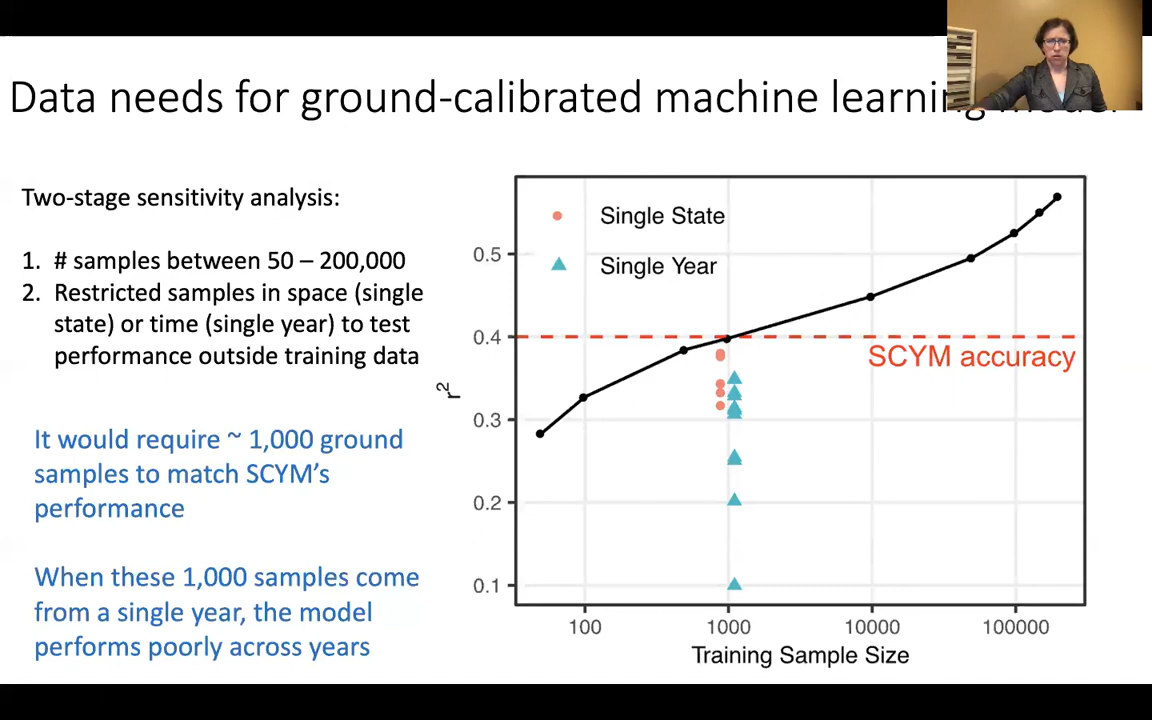 Data needs for ground-calibrated machine learning
Two-stage sensitivity analysis:
1. # samples between 50 – 200,000
2. Restricted samples in space (single
state) or time (single year) to test
performance outside training data
It would require ~ 1,000 ground
samples to match SCYM's
performance
When these 1,000 samples come
from a single year, the model
performs poorly across years
Single State
Single Year
0.5
0.4
0.3
0.2
0.1
r²
SCYM accuracy
100
1000
10000
100000
Training Sample Size